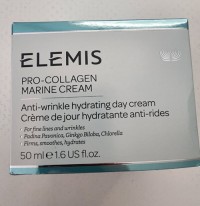 ELEMIS
PRO-COLLAGEN
MARINE CREAM
Anti-wrinkle hydrating day cream
Crème de jour hydratante anti-rides
• For fine lines and wrinkles
• Padina Pavonica, Ginkgo Biloba, Chlorella
• Firms, smoothes, hydrates
50 ml ℮ 1.6 US fl.oz.